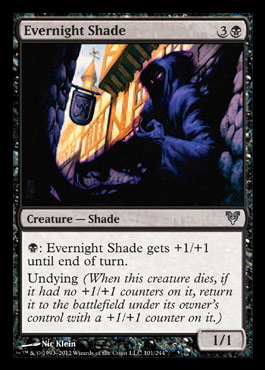 Evernight Shade 3
Creature — Shade
: Evernight Shade gets +1/+1
until end of turn.
Undying (When this creature dies, if
it had no +1/+1 counters on it, return
it to the battlefield under its owner's
control with a +1/+1 counter on it.)
Nic Klein
™ & © 1993–2012 Wizards of the Coast LLC 101/244
1/1